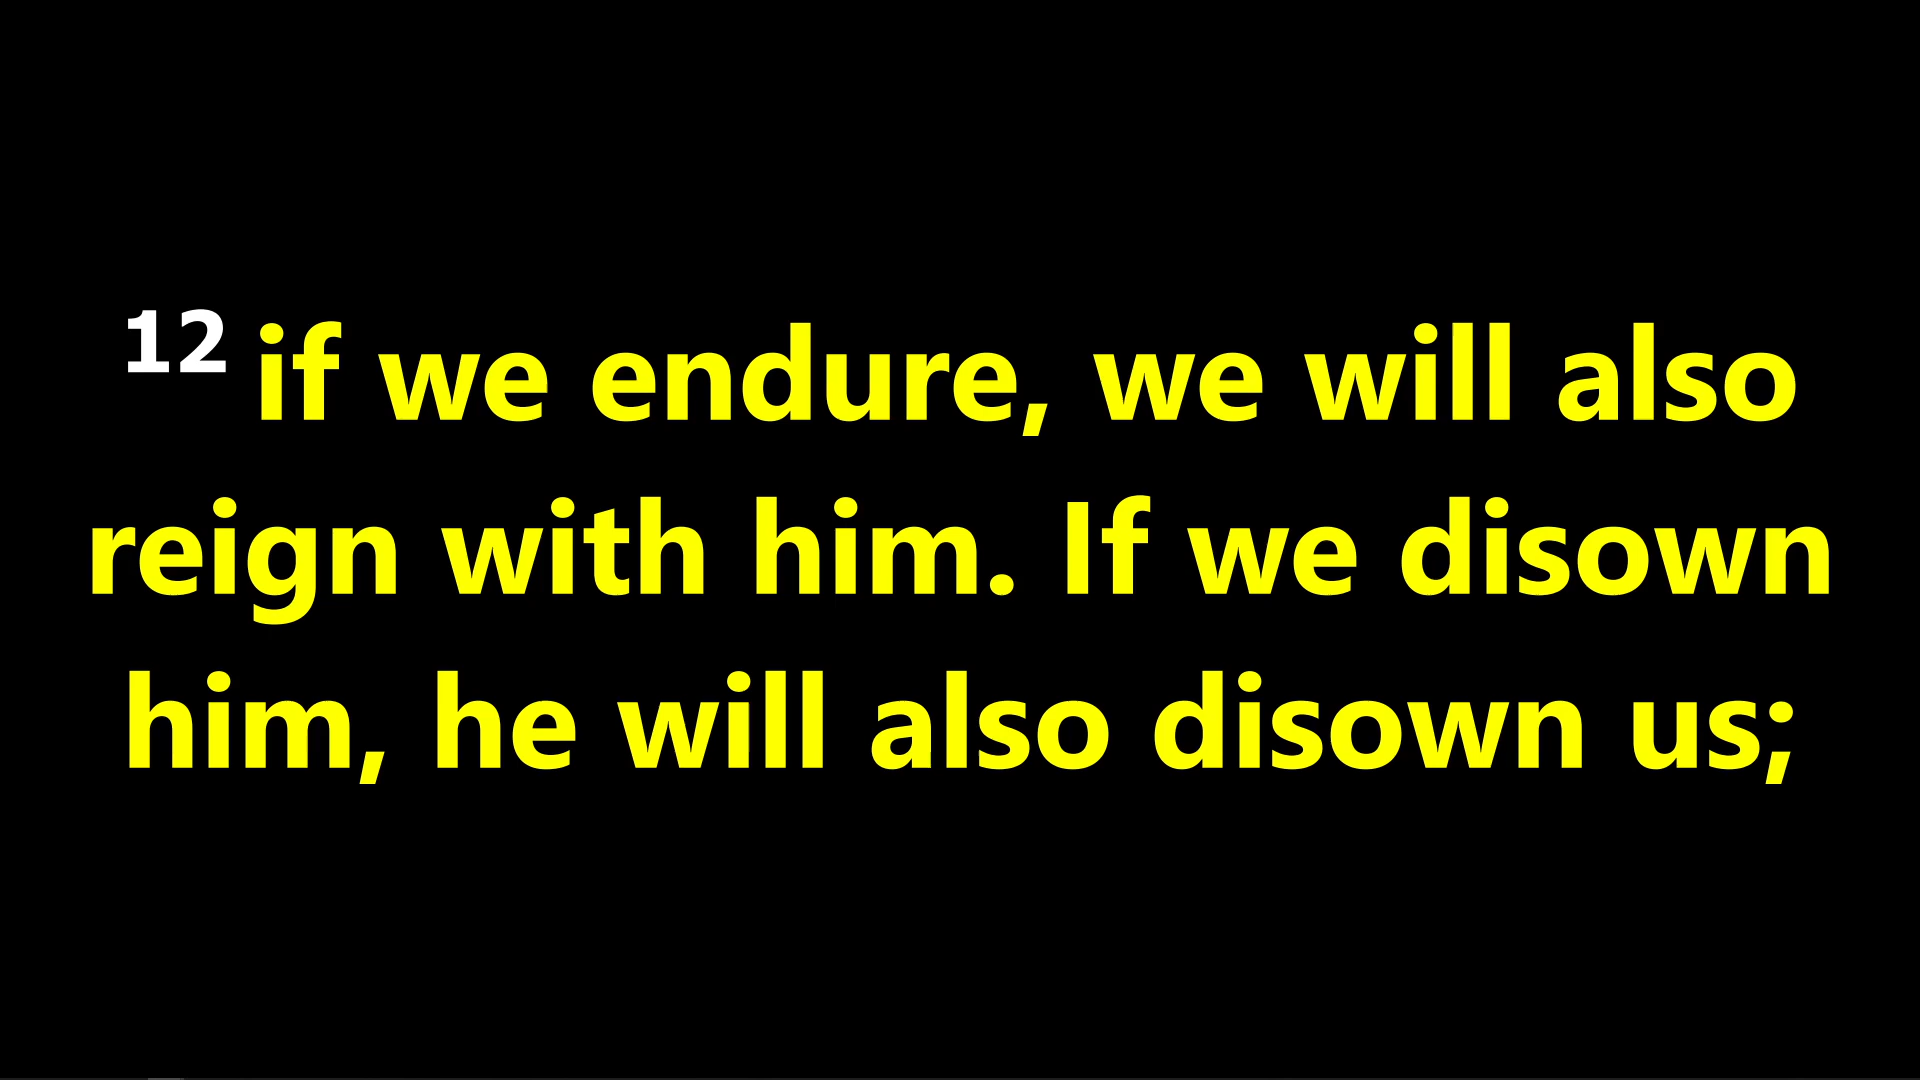 12 if we endure, we will also
reign with him. If we disown
him, he will also disown us;